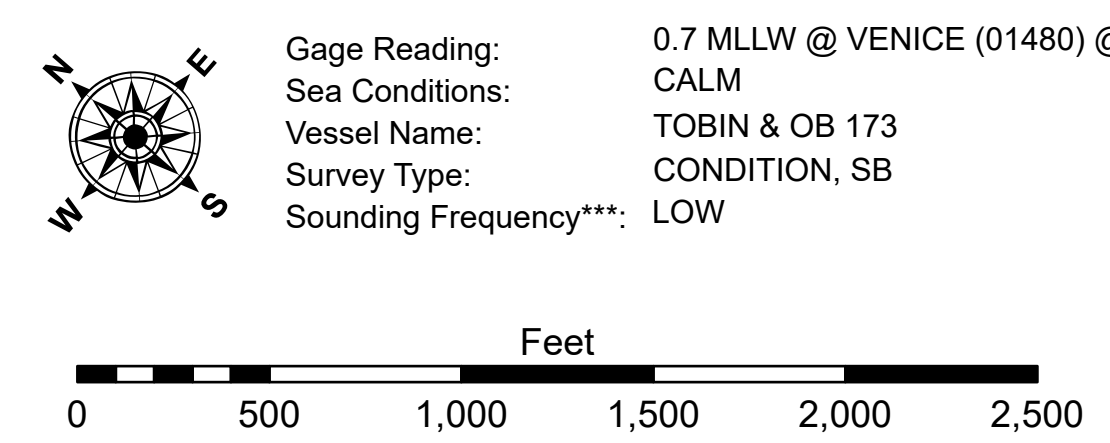 N E
W S
Gage Reading: 0.7 MLLW @ VENICE (01480) @
Sea Conditions: CALM
Vessel Name: TOBIN & OB 173
Survey Type: CONDITION, SB
Sounding Frequency***: LOW
Feet
0 500 1,000 1,500 2,000 2,500